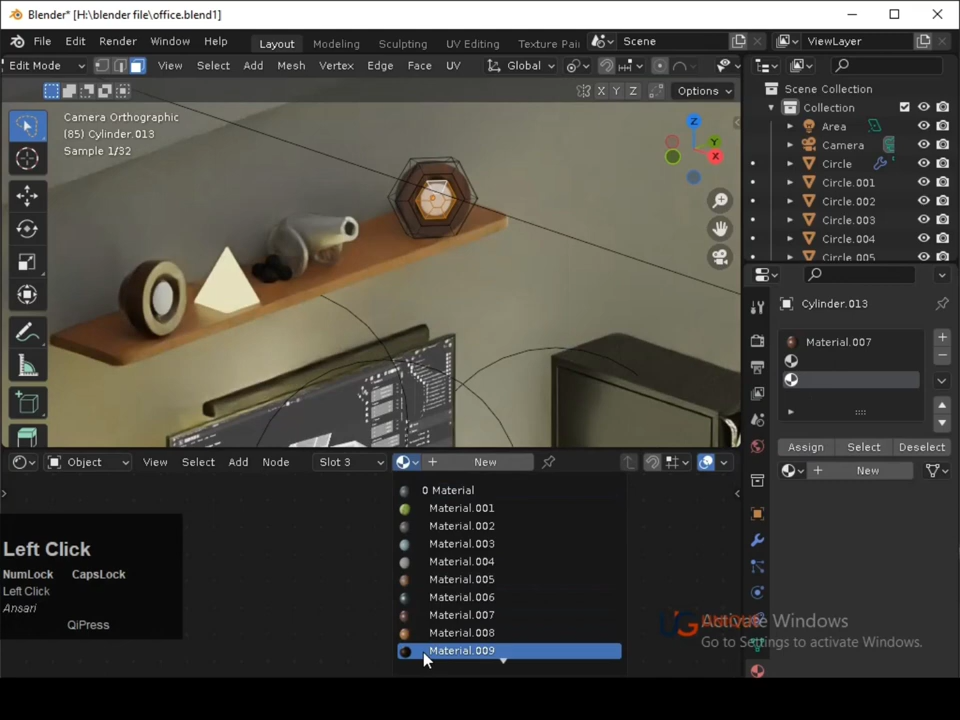 Blender* [H:\blender file\office.blend1]
File Edit Render Window Help Layout Modeling Sculpting UV Editing Texture Pai Scene ViewLayer
Edit Mode View Select Add Mesh Vertex Edge Face UV Global
X Y Z Options
Scene Collection
Collection
Area
Camera
Circle
Circle.001
Circle.002
Circle.003
Circle.004
Circle.005
Camera Orthographic
(85) Cylinder.013
Sample 1/32
Z
Y
X
Cylinder.013
Material.007
Assign Select Deselect
New
Object View Select Add Node Slot 3 New
0 Material
Material.001
Material.002
Material.003
Material.004
Material.005
Material.006
Material.007
Material.008
Material.009
Left Click
NumLock CapsLock
Left Click
Ansari
QiPress
Activate Windows
Go to Settings to activate Windows.